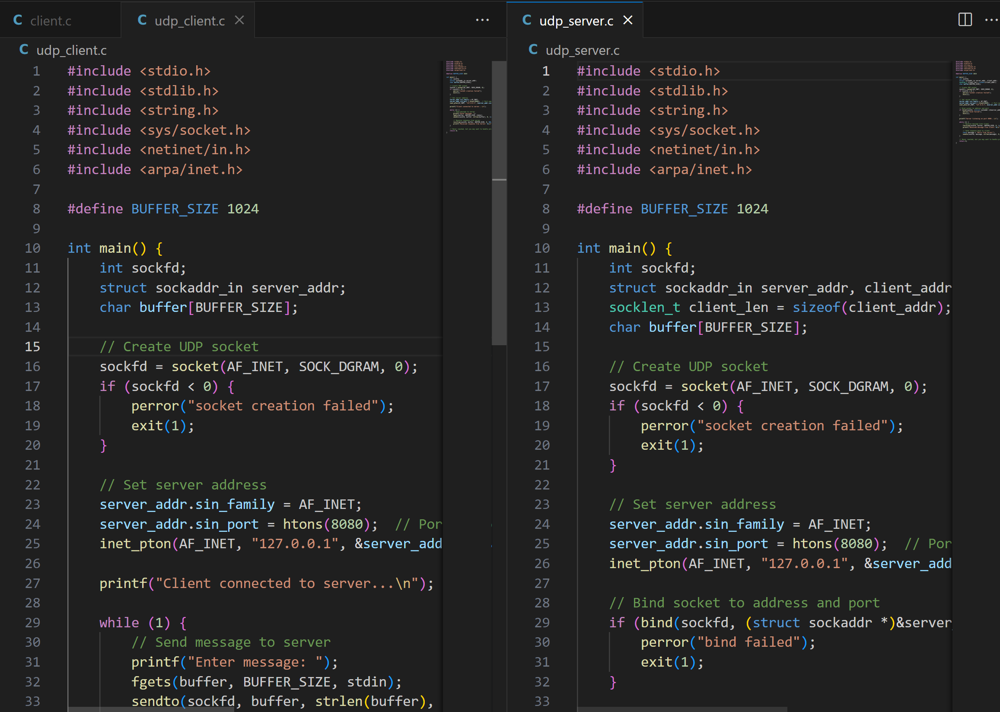 client.c
udp_client.c
udp_client.c
1 #include <stdio.h>
2 #include <stdlib.h>
3 #include <string.h>
4 #include <sys/socket.h>
5 #include <netinet/in.h>
6 #include <arpa/inet.h>
7
8 #define BUFFER_SIZE 1024
9
10 int main() {
11     int sockfd;
12     struct sockaddr_in server_addr;
13     char buffer[BUFFER_SIZE];
14
15     // Create UDP socket
16     sockfd = socket(AF_INET, SOCK_DGRAM, 0);
17     if (sockfd < 0) {
18         perror("socket creation failed");
19         exit(1);
20     }
21
22     // Set server address
23     server_addr.sin_family = AF_INET;
24     server_addr.sin_port = htons(8080);  // Por
25     inet_pton(AF_INET, "127.0.0.1", &server_add
26
27     printf("Client connected to server...\n");
28
29     while (1) {
30         // Send message to server
31         printf("Enter message: ");
32         fgets(buffer, BUFFER_SIZE, stdin);
33         sendto(sockfd, buffer, strlen(buffer),
udp_server.c
udp_server.c
1 #include <stdio.h>
2 #include <stdlib.h>
3 #include <string.h>
4 #include <sys/socket.h>
5 #include <netinet/in.h>
6 #include <arpa/inet.h>
7
8 #define BUFFER_SIZE 1024
9
10 int main() {
11     int sockfd;
12     struct sockaddr_in server_addr, client_addr
13     socklen_t client_len = sizeof(client_addr);
14     char buffer[BUFFER_SIZE];
15
16     // Create UDP socket
17     sockfd = socket(AF_INET, SOCK_DGRAM, 0);
18     if (sockfd < 0) {
19         perror("socket creation failed");
20         exit(1);
21     }
22
23     // Set server address
24     server_addr.sin_family = AF_INET;
25     server_addr.sin_port = htons(8080);  // Por
26     inet_pton(AF_INET, "127.0.0.1", &server_add
27
28     // Bind socket to address and port
29     if (bind(sockfd, (struct sockaddr *)&server_
30         perror("bind failed");
31         exit(1);
32     }
33